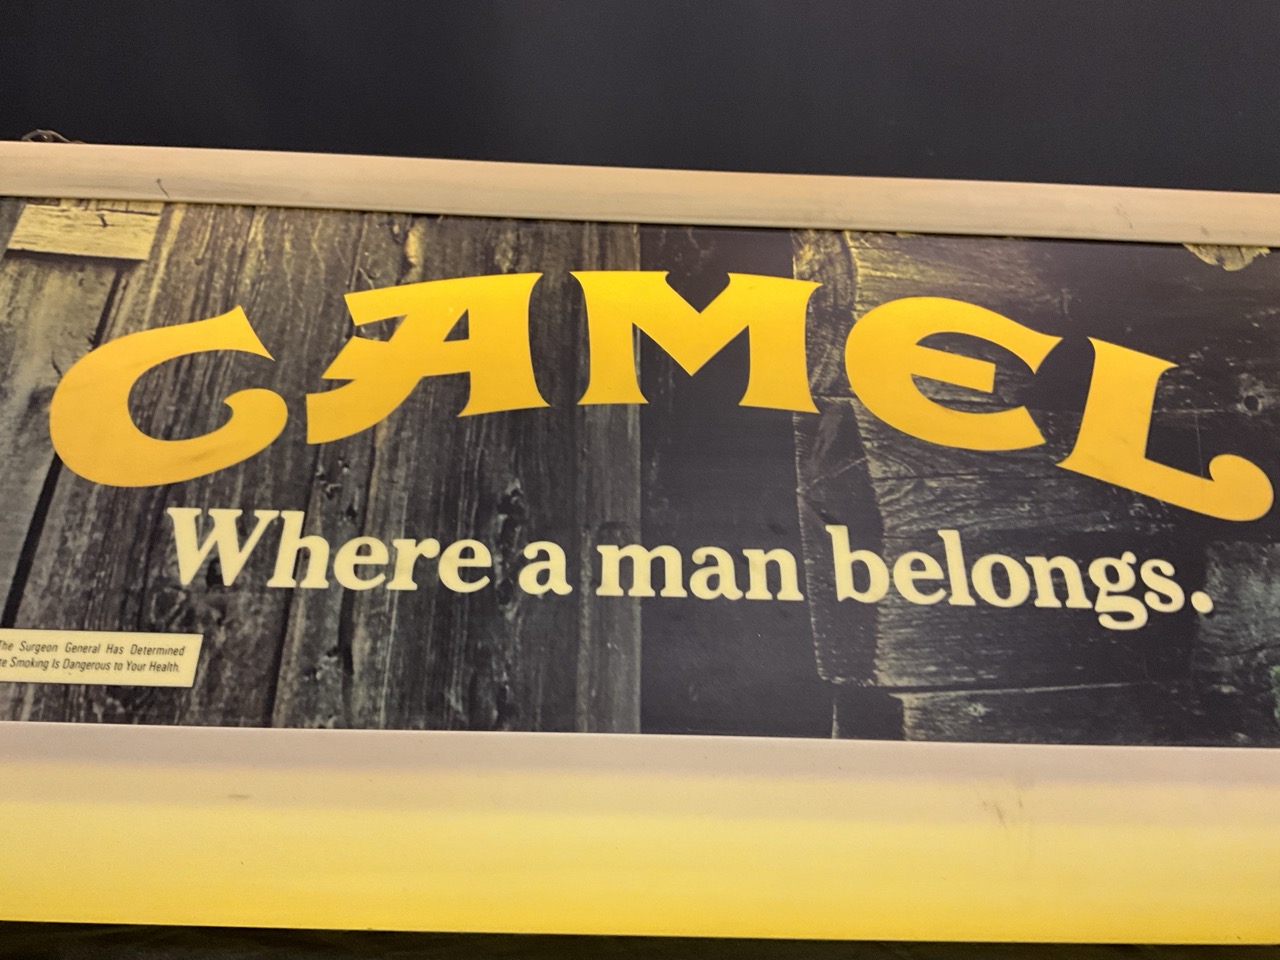 CAMEL
Where a man belongs.
The Surgeon General Has Determined
Smoking Is Dangerous to Your Health.